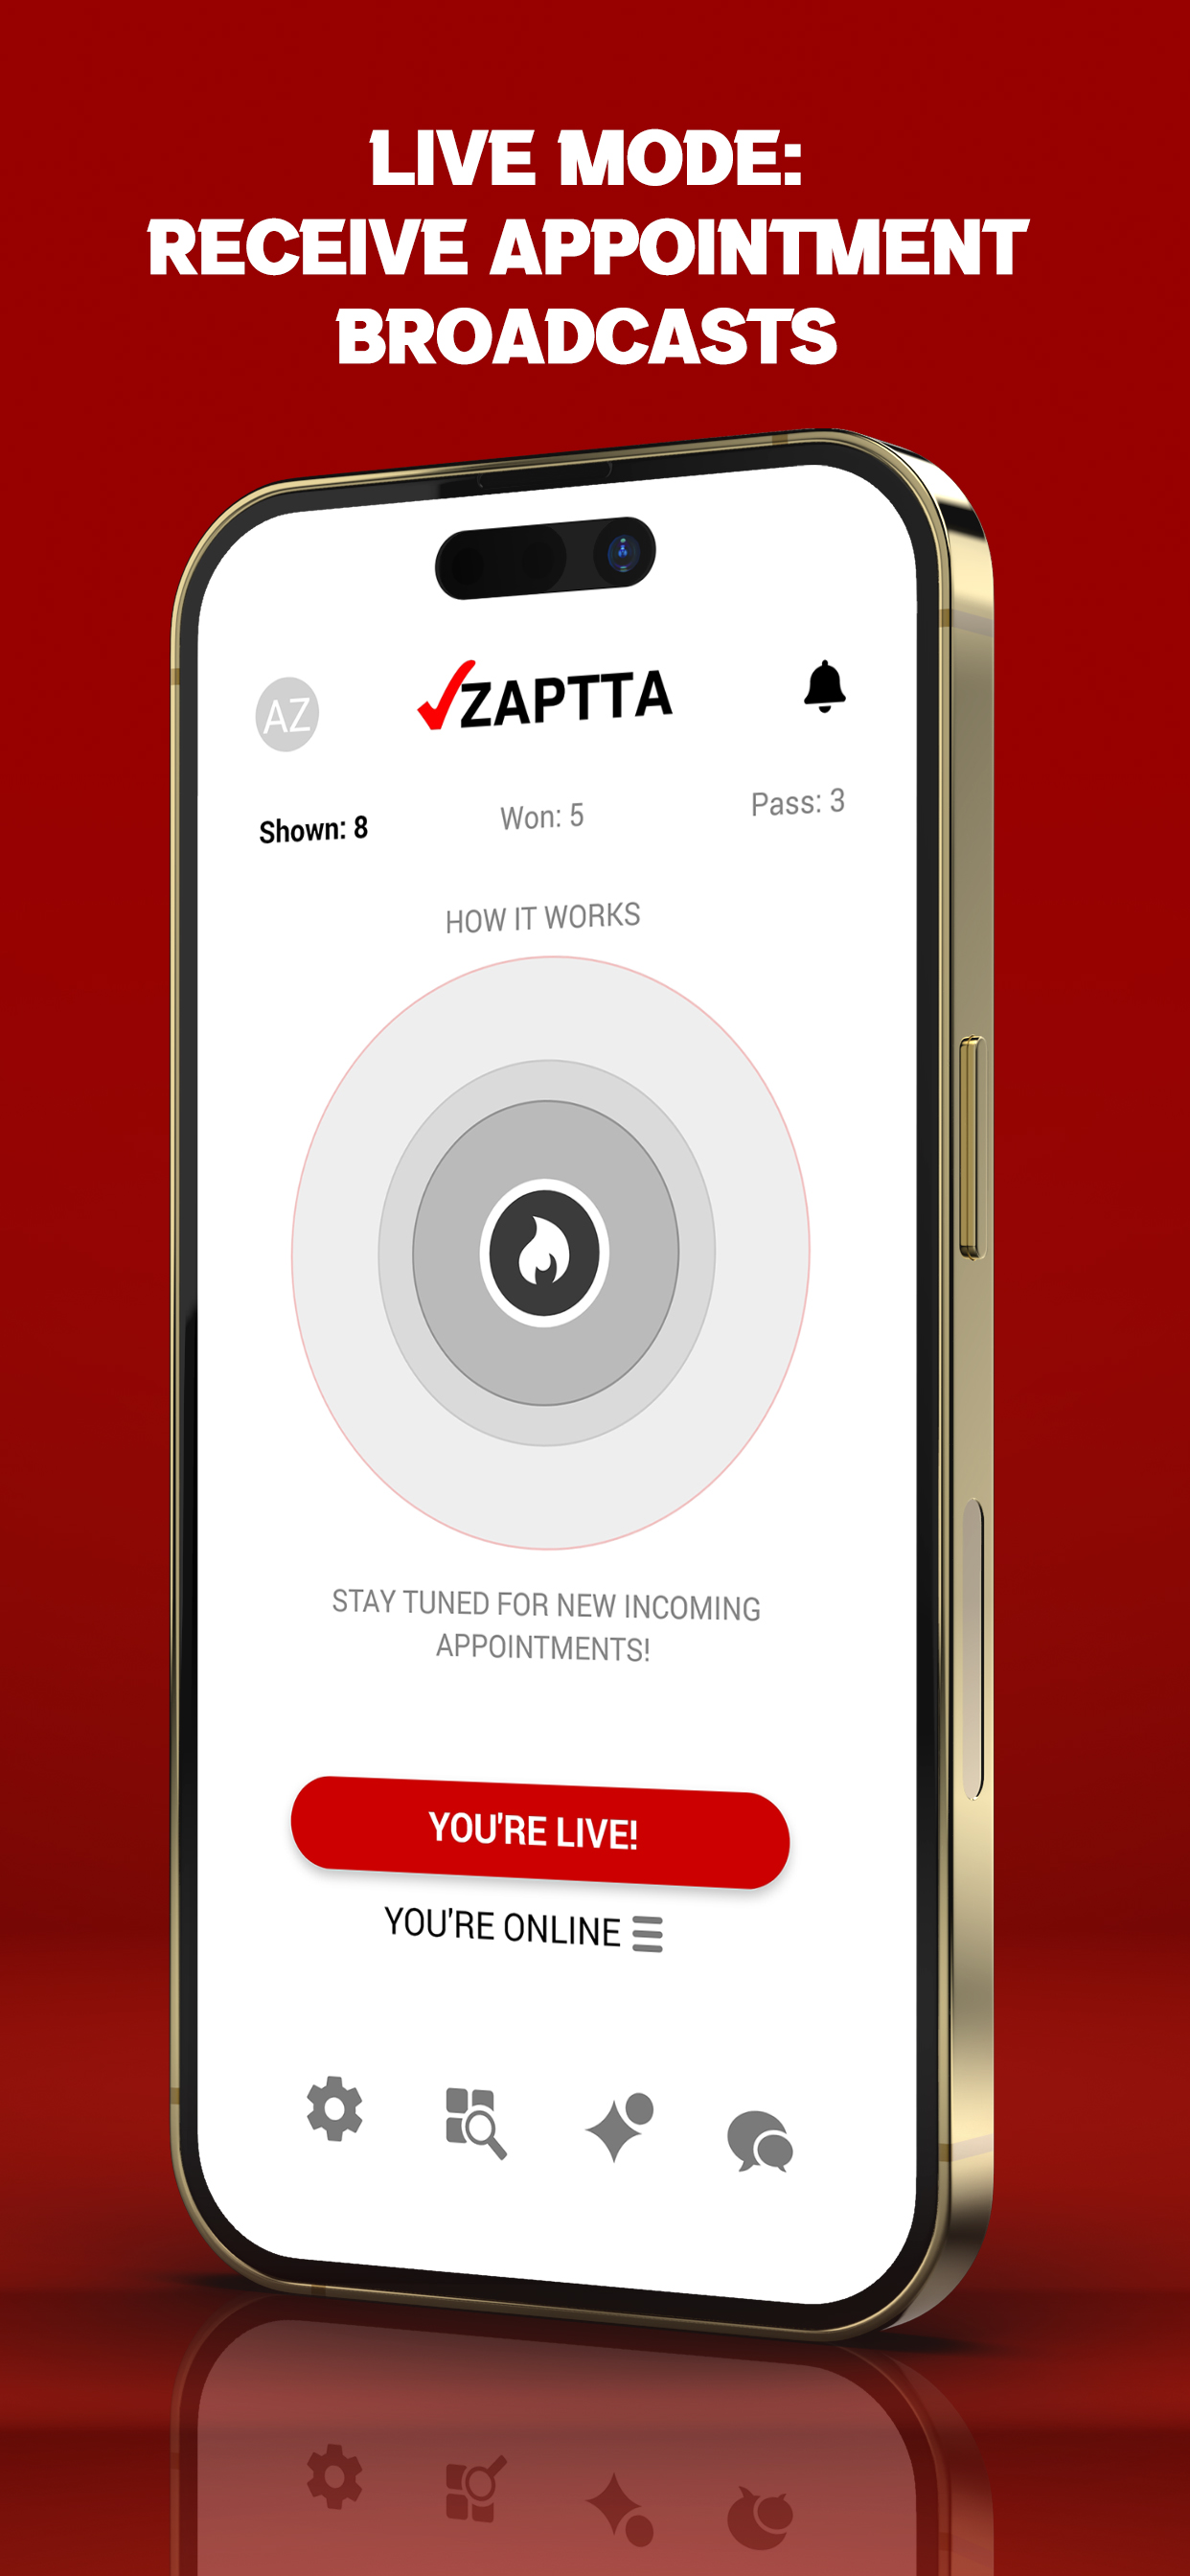 LIVE MODE:
RECEIVE APPOINTMENT
BROADCASTS
AZ
ZAPTTA
Shown: 8
Won: 5
Pass: 3
HOW IT WORKS
STAY TUNED FOR NEW INCOMING
APPOINTMENTS!
YOU'RE LIVE!
YOU'RE ONLINE